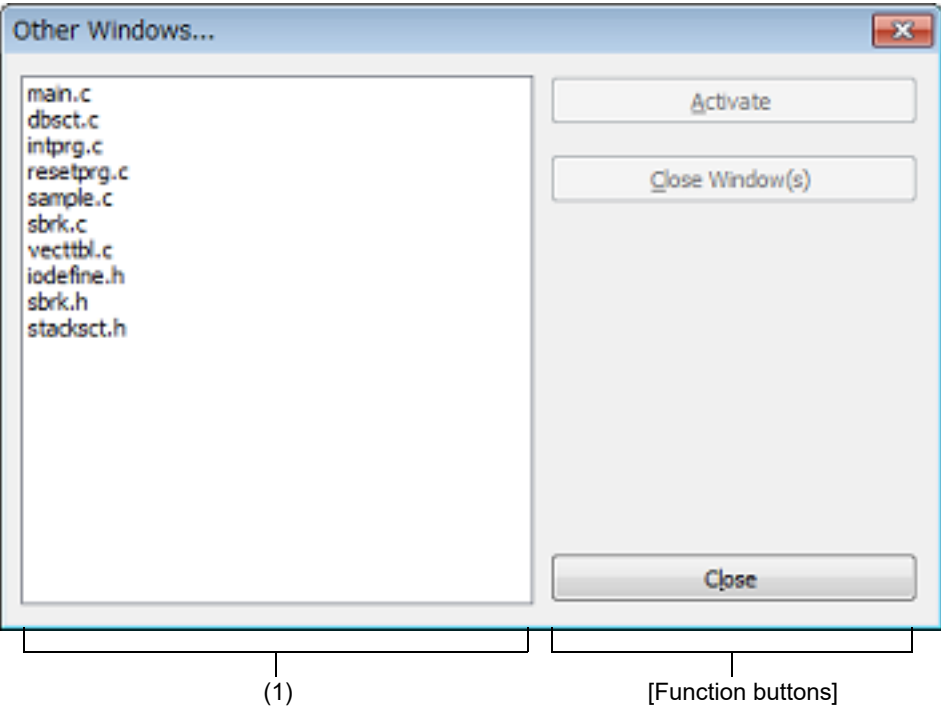 Other Windows...
main.c
dbsct.c
intprg.c
resetprg.c
sample.c
sbrk.c
vecttbl.c
iodefine.h
sbrk.h
stacksct.h
Activate
Close Window(s)
Close
(1)
[Function buttons]